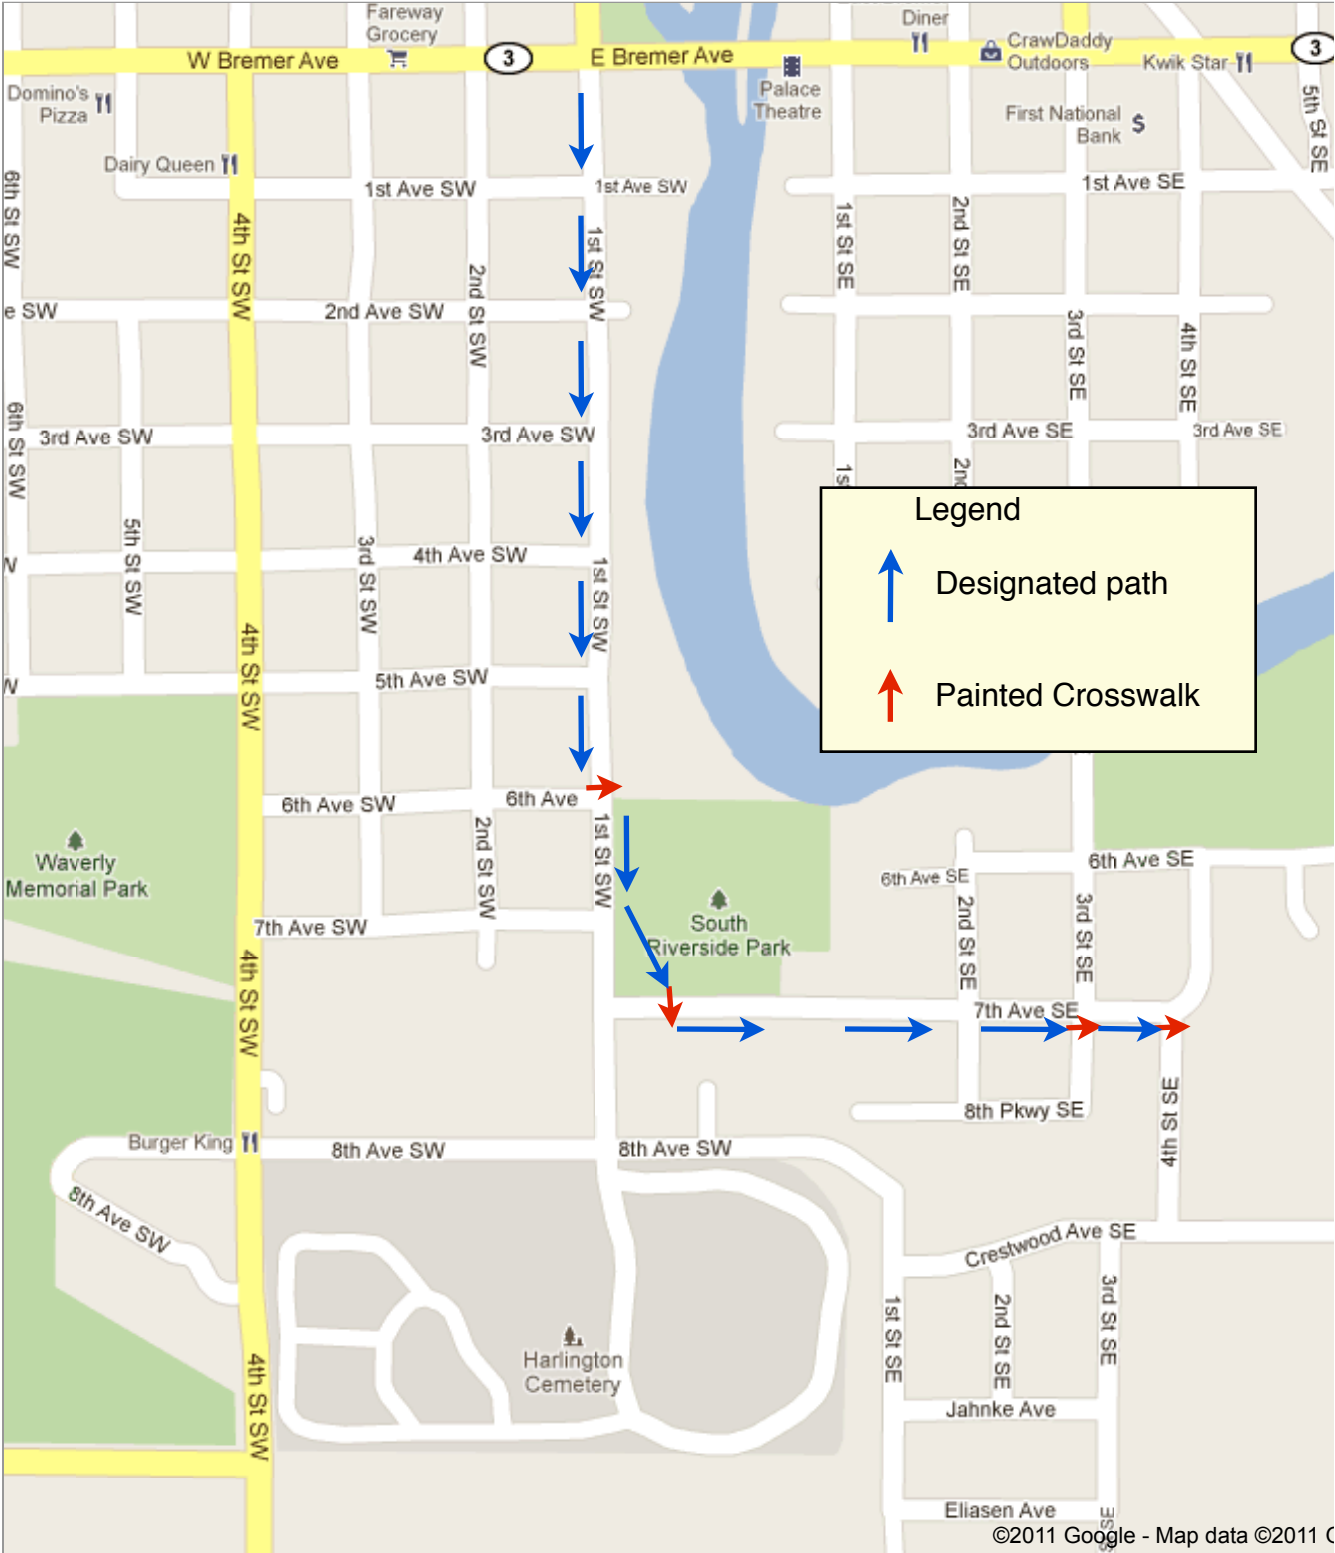 Fareway
Grocery
3
W Bremer Ave
E Bremer Ave
Diner
CrawDaddy
Outdoors
Kwik Star
3
Domino's
Pizza
Palace
Theatre
First National
Bank
5th St SE
Dairy Queen
1st Ave SW
1st Ave SW
1st Ave SE
6th St SW
4th St SW
2nd St SW
1st St SW
1st St SE
2nd St SE
e SW
2nd Ave SW
3rd St SE
4th St SE
6th St SW
3rd Ave SW
3rd Ave SW
3rd Ave SE
3rd Ave SE
1s
2nd
Legend
Designated path
Painted Crosswalk
5th St SW
3rd St SW
4th Ave SW
1st St SW
W
4th St SW
5th Ave SW
W
6th Ave SW
6th Ave
2nd St SW
1st St SW
Waverly
Memorial Park
South
Riverside Park
6th Ave SE
6th Ave SE
2nd St SE
3rd St SE
7th Ave SW
4th St SW
7th Ave SE
8th Pkwy SE
4th St SE
Burger King
8th Ave SW
8th Ave SW
8th Ave SW
Crestwood Ave SE
1st St SE
2nd St SE
3rd St SE
Harlington
Cemetery
4th St SW
Jahnke Ave
Eliasen Ave
SE
©2011 Google - Map data ©2011 G